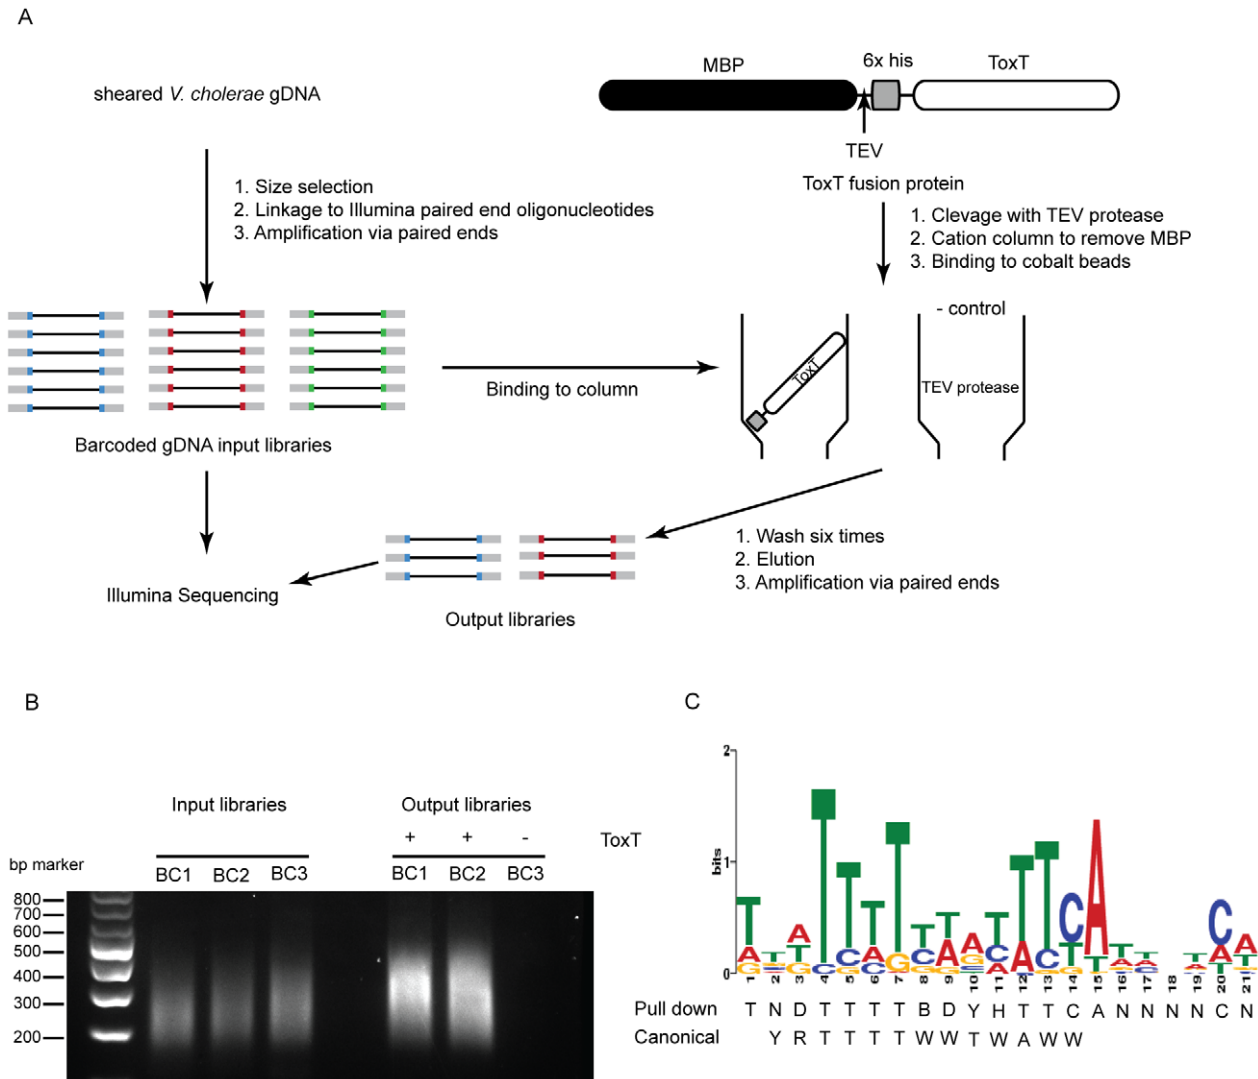 A
MBP
6x his
ToxT
sheared V. cholerae gDNA
TEV
ToxT fusion protein
1. Size selection
2. Linkage to Illumina paired end oligonucleotides
3. Amplification via paired ends
1. Clevage with TEV protease
2. Cation column to remove MBP
3. Binding to cobalt beads
- control
ToxT
TEV protease
Binding to column
Barcoded gDNA input libraries
1. Wash six times
2. Elution
3. Amplification via paired ends
Illumina Sequencing
Output libraries
B
Input libraries
Output libraries
+ + - ToxT
bp marker
BC1 BC2 BC3 BC1 BC2 BC3
800
700
600
500
400
300
200
C
2
1
0
bits
1 2 3 4 5 6 7 8 9 10 11 12 13 14 15 16 17 18 19 20 21
Pull down T N D T T T T B D Y H T T C A N N N N C N
Canonical Y R T T T T W W T W A W W